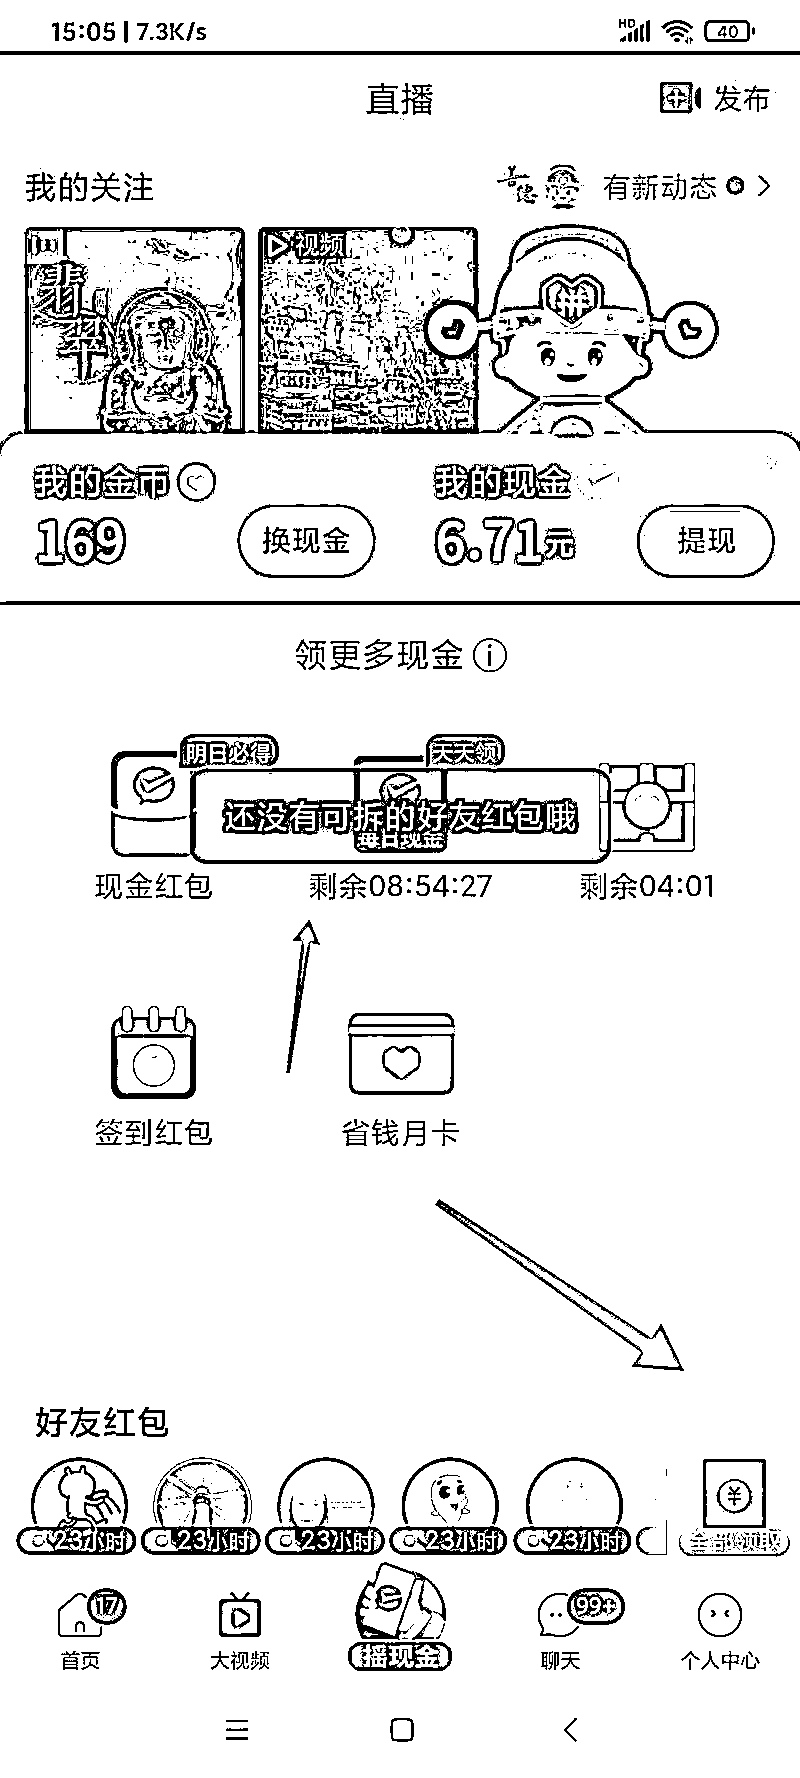 15:05 | 7.3K/s
HD
40
直播
发布
我的关注
有新动态
翡翠
视频
我的金币
我的现金
169
换现金
6.71元
提现
领更多现金
明日必得
天天领
还没有可拆的好友红包哦
每日现金
现金红包
剩余08:54:27
剩余04:01
签到红包
省钱月卡
好友红包
23小时
23小时
23小时
23小时
23小时
全部领取
17
99+
首页
大视频
摇现金
聊天
个人中心